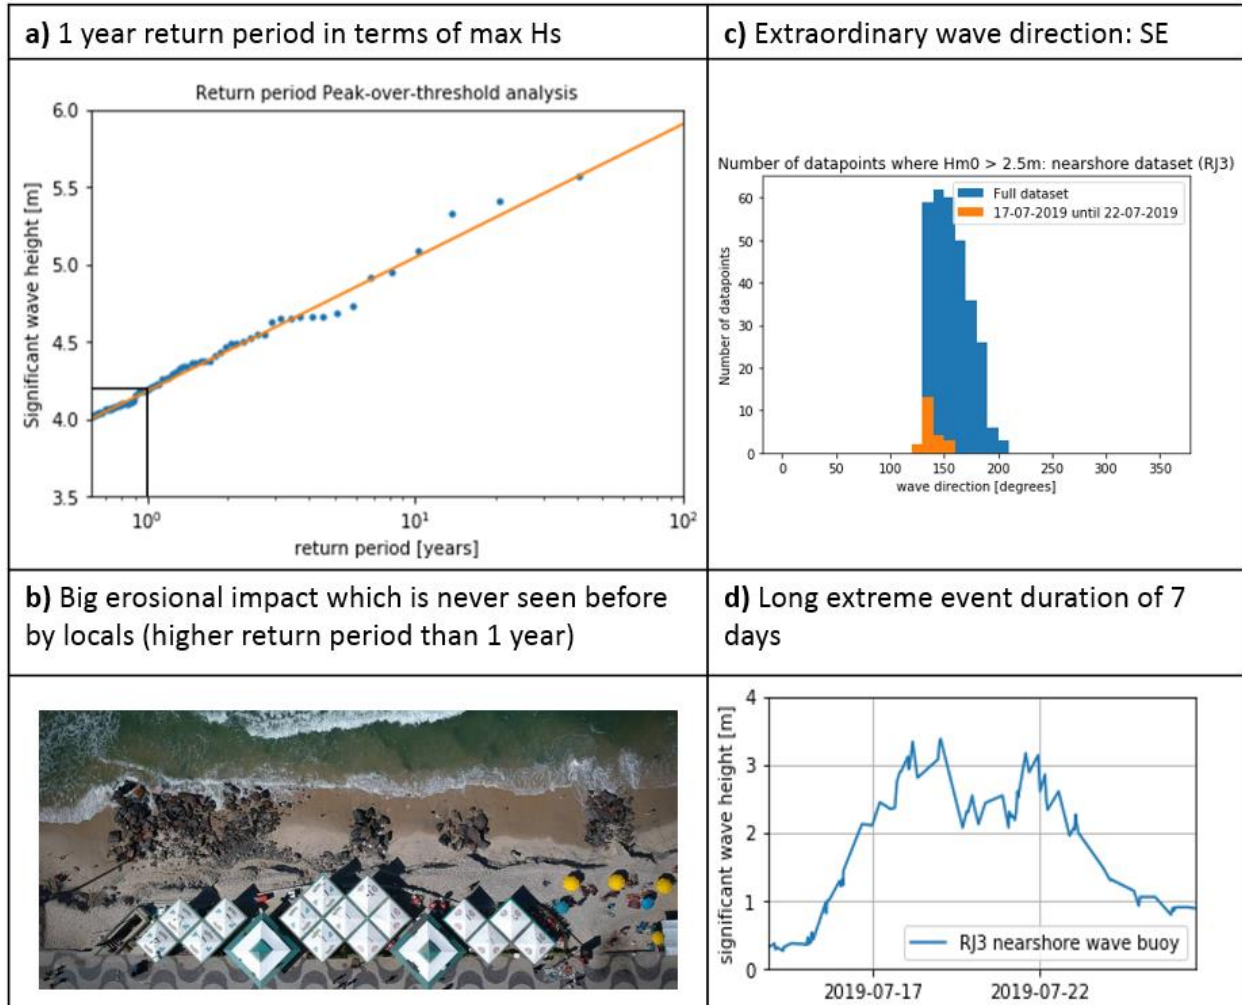 a) 1 year return period in terms of max Hs
Return period Peak-over-threshold analysis
6.0
5.5
5.0
4.5
4.0
3.5
Significant wave height [m]
10⁰
10¹
10²
return period [years]
c) Extraordinary wave direction: SE
Number of datapoints where Hm0 > 2.5m: nearshore dataset (RJ3)
Full dataset
17-07-2019 until 22-07-2019
60
50
40
30
20
10
0
Number of datapoints
0
50
100
150
200
250
300
350
wave direction [degrees]
b) Big erosional impact which is never seen before
by locals (higher return period than 1 year)
d) Long extreme event duration of 7
days
4
3
2
1
0
significant wave height [m]
RJ3 nearshore wave buoy
2019-07-17
2019-07-22